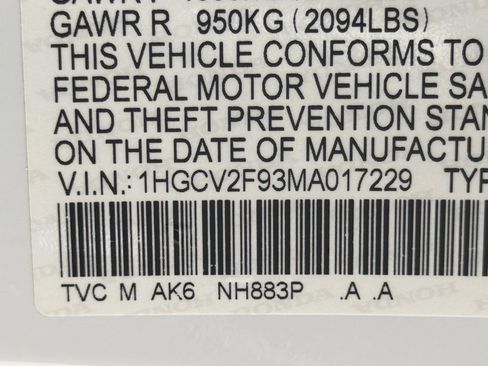 GAWR R 950KG (2094LBS)
THIS VEHICLE CONFORMS TO
FEDERAL MOTOR VEHICLE SA
AND THEFT PREVENTION STAN
ON THE DATE OF MANUFACTU
V.I.N.: 1HGCV2F93MA017229 TYP
TVC M AK6 NH883P .A .A
HONDA